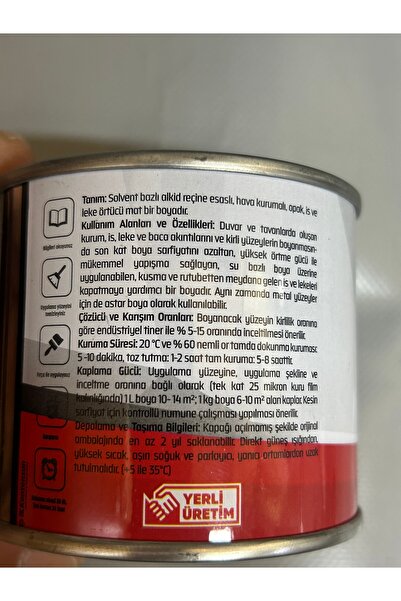 Tanım: Solvent bazlı alkid reçine esaslı, hava kurumalı, opak, is ve
leke örtücü mat bir boyadır.
Kullanım Alanları ve Özellikleri: Duvar ve tavanlarda oluşan
kurum, is, leke ve baca akıntılarını ve kirli yüzeylerin boyanmasın-
da son kat boya sarfiyatını azaltan, yüksek örtme gücü ile
mükemmel yapışma sağlayan, su bazlı boya üzerine
uygulanabilen, kusma ve rutubetten meydana gelen is ve lekeleri
kapatmaya yardımcı bir boyadır. Aynı zamanda metal yüzeyler
için de astar boya olarak kullanılabilir.
Çözücü ve Karışım Oranları: Boyanacak yüzeyin kirlilik oranına
göre endüstriyel tiner ile % 5-15 oranında inceltilmesi önerilir.
Kuruma Süresi: 20 °C ve % 60 nemli ortamda dokunma kuruması:
5-10 dakika, toz tutma: 1-2 saat tam kuruma: 5-8 saattir.
Kaplama Gücü: Uygulama yüzeyine, uygulama şekline ve
inceltme oranına bağlı olarak (tek kat 25 mikron kuru film
kalınlığında) 1 L boya 10- 14 m²; 1 kg boya 6-10 m² alan kaplar. Kesin
sarfiyat için kontrollü numune çalışması yapılması önerilir.
Depolama ve Taşıma Bilgileri: Kapağı açılmamış şekilde orijinal
ambalajında en az 2 yıl saklanabilir. Direkt güneş ışığından,
yüksek sıcak, aşırı soğuk ve parlayıcı, yanıcı ortamlardan uzak
tutulmalıdır. (+5 ile 35°C)
YERLİ
ÜRETİM